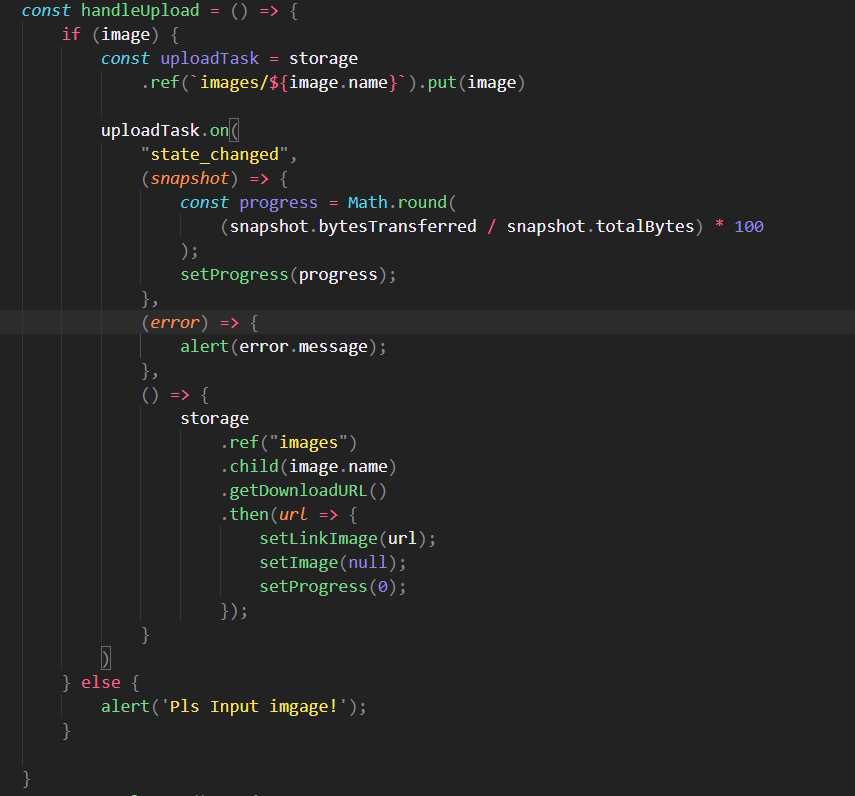 const handleUpload = () => {
if (image) {
const uploadTask = storage
.ref(`images/${image.name}`).put(image)
uploadTask.on(
"state_changed",
(snapshot) => {
const progress = Math.round(
(snapshot.bytesTransferred / snapshot.totalBytes) * 100
);
setProgress(progress);
},
(error) => {
alert(error.message);
},
() => {
storage
.ref("images")
.child(image.name)
.getDownloadURL()
.then(url => {
setLinkImage(url);
setImage(null);
setProgress(0);
});
}
)
} else {
alert('Pls Input imgage!');
}
}